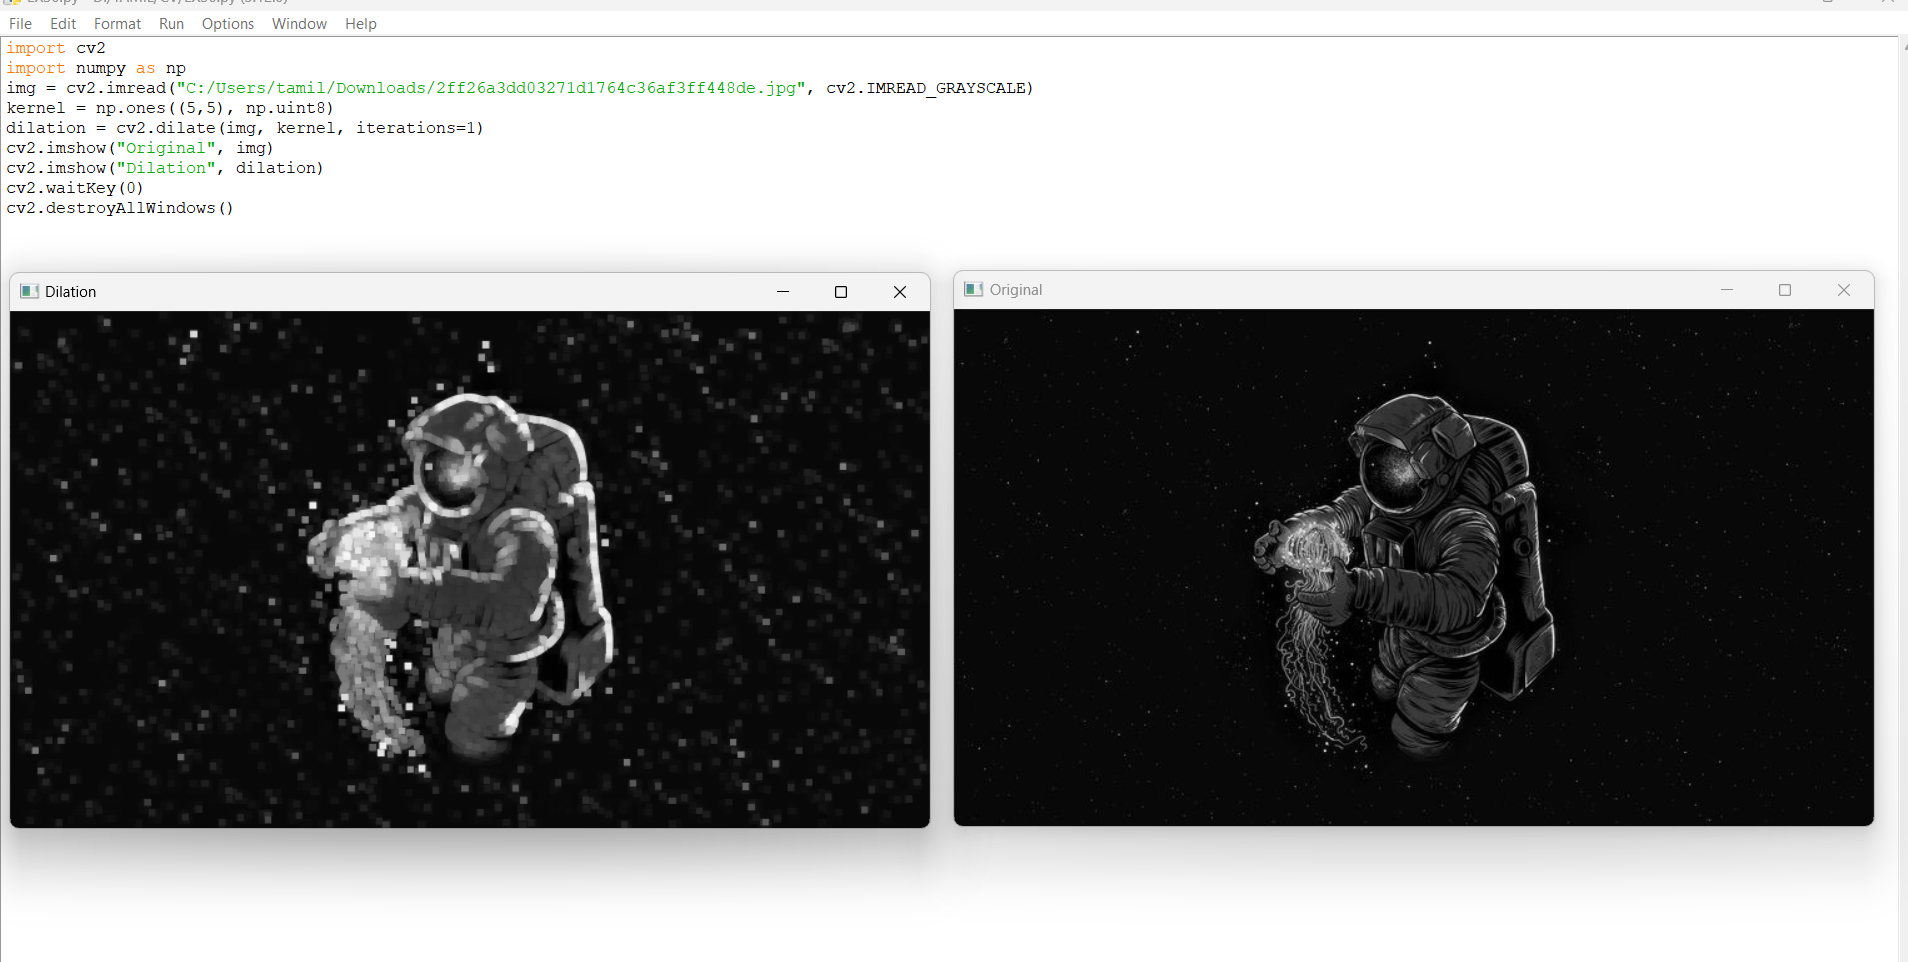 File Edit Format Run Options Window Help
import cv2
import numpy as np
img = cv2.imread("C:/Users/tamil/Downloads/2ff26a3dd03271d1764c36af3ff448de.jpg", cv2.IMREAD_GRAYSCALE)
kernel = np.ones((5,5), np.uint8)
dilation = cv2.dilate(img, kernel, iterations=1)
cv2.imshow("Original", img)
cv2.imshow("Dilation", dilation)
cv2.waitKey(0)
cv2.destroyAllWindows()
Dilation
Original